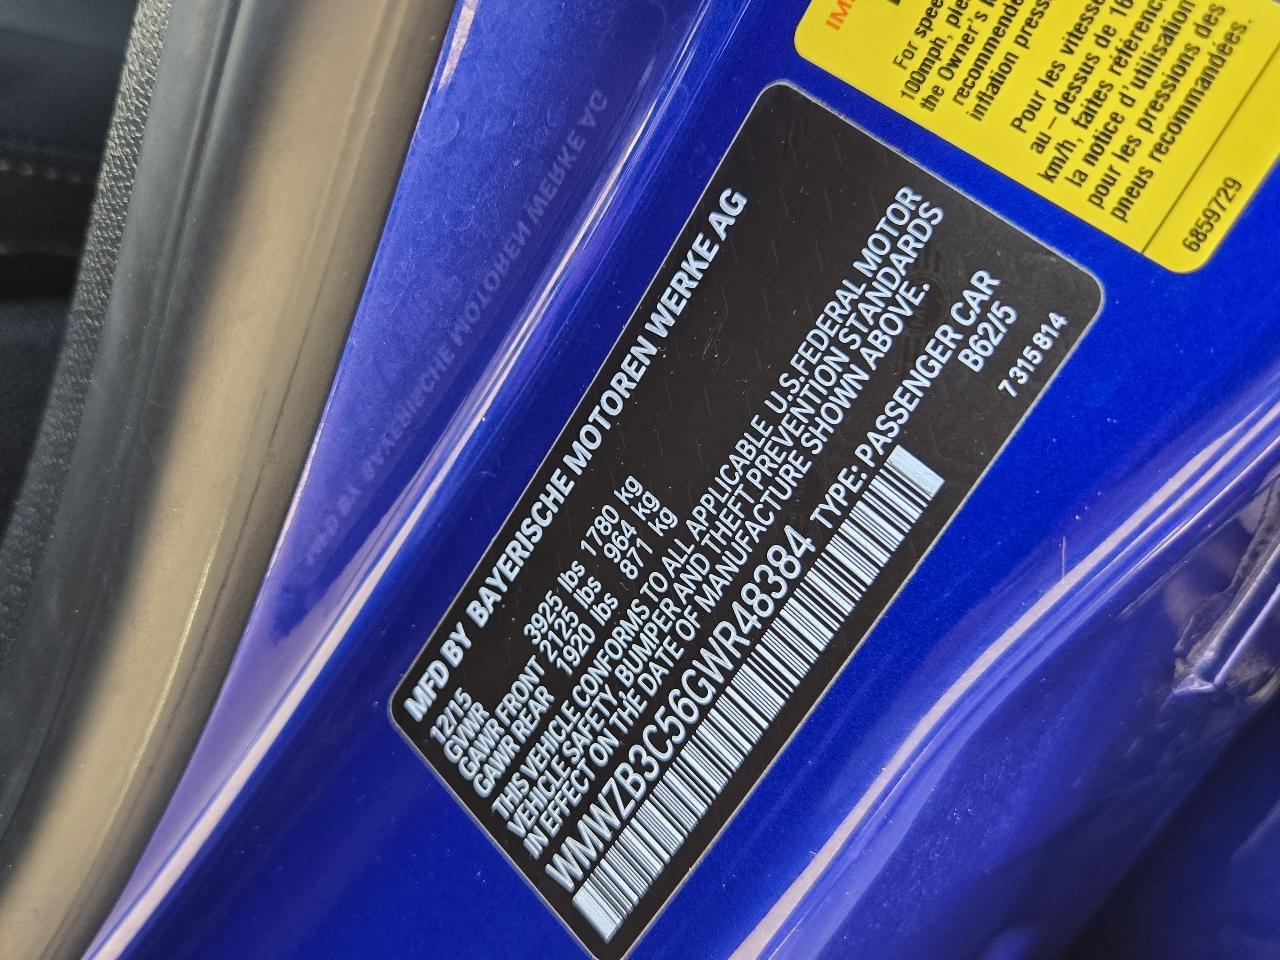 MFD BY BAYERISCHE MOTOREN WERKE AG
12/15
GVWR 3925 lbs 1780 kg
GAWR FRONT 2125 lbs 964 kg
GAWR REAR 1920 lbs 871 kg
THIS VEHICLE CONFORMS TO ALL APPLICABLE U.S.FEDERAL MOTOR
VEHICLE SAFETY, BUMPER AND THEFT PREVENTION STANDARDS
IN EFFECT ON THE DATE OF MANUFACTURE SHOWN ABOVE.
WMWZB3C56GWR48384 TYPE: PASSENGER CAR
B62/5
7 315 814
For spee
100mph, ple
the Owner's
recommende
inflation press
Pour les vitesse
au-dessous de 16
km/h, faites référenc
la notice d'utilisation
pour les pressions des
pneus recommandées.
6859729